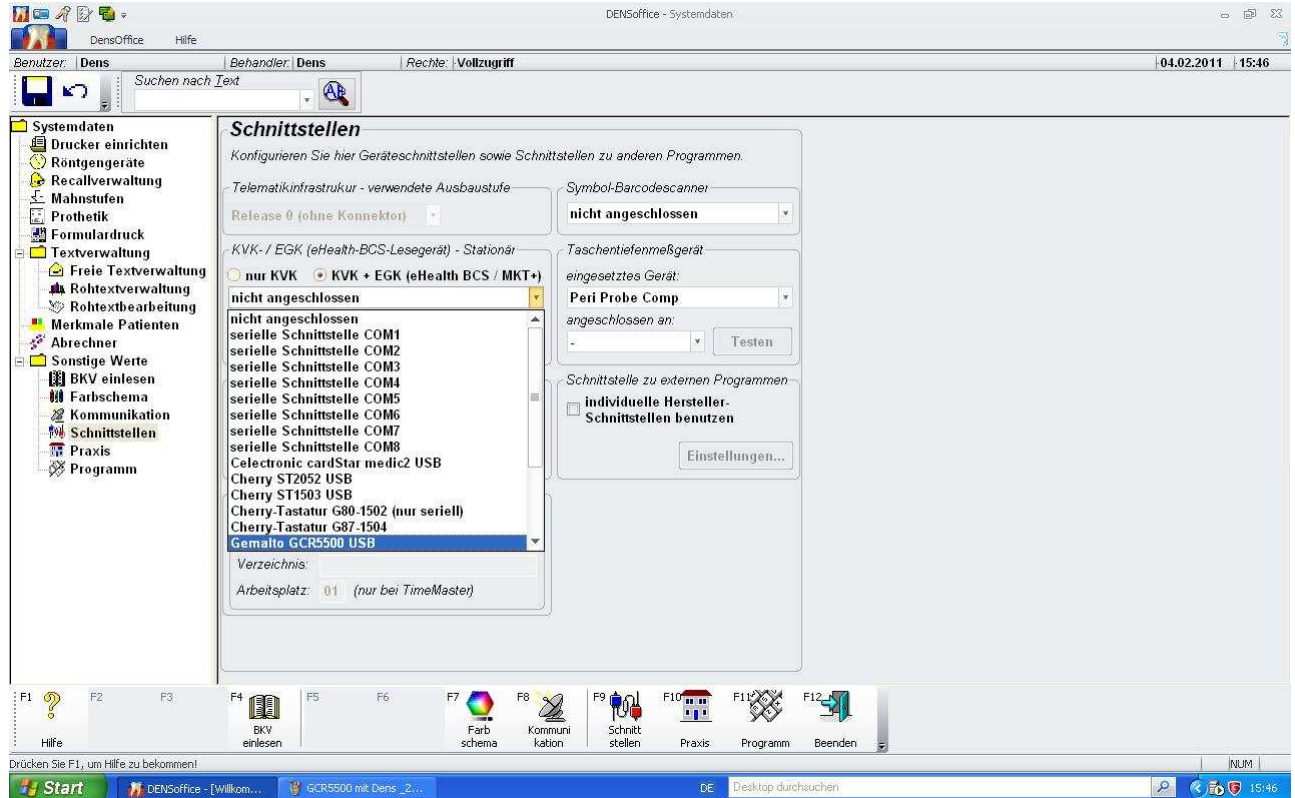 DENSoffice - Systemdaten
DensOffice Hilfe
Benutzer: Dens Behandler: Dens Rechte: Vollzugriff 04.02.2011 15:46
Suchen nach Text
Systemdaten
Drucker einrichten
Röntgengeräte
Recallverwaltung
Mahnstufen
Prothetik
Formulardruck
Textverwaltung
Freie Textverwaltung
Rohtextverwaltung
Rohtextbearbeitung
Merkmale Patienten
Abrechner
Sonstige Werte
BKV einlesen
Farbschema
Kommunikation
Schnittstellen
Praxis
Programm
Schnittstellen
Konfigurieren Sie hier Geräteschnittstellen sowie Schnittstellen zu anderen Programmen.
Telematikinfrastrukur - verwendete Ausbaustufe
Release 0 (ohne Konnektor)
KVK- / EGK (eHealth-BCS-Lesegerät) - Stationär
nur KVK KVK + EGK (eHealth BCS / MKT+)
nicht angeschlossen
nicht angeschlossen
serielle Schnittstelle COM1
serielle Schnittstelle COM2
serielle Schnittstelle COM3
serielle Schnittstelle COM4
serielle Schnittstelle COM5
serielle Schnittstelle COM6
serielle Schnittstelle COM7
serielle Schnittstelle COM8
Celectronic cardStar medic2 USB
Cherry ST2052 USB
Cherry ST1503 USB
Cherry-Tastatur G80-1502 (nur seriell)
Cherry-Tastatur G87-1504
Gemalto GCR5500 USB
Verzeichnis:
Arbeitsplatz: 01 (nur bei TimeMaster)
Symbol-Barcodescanner
nicht angeschlossen
Taschentiefenmeßgerät
eingesetztes Gerät:
Peri Probe Comp
angeschlossen an:
- Testen
Schnittstelle zu externen Programmen
individuelle Hersteller-
Schnittstellen benutzen
Einstellungen...
F1 Hilfe
F2
F3
F4 BKV einlesen
F5
F6
F7 Farb schema
F8 Kommuni kation
F9 Schnitt stellen
F10 Praxis
F11 Programm
F12 Beenden
Drücken Sie F1, um Hilfe zu bekommen! NUM
Start DENSoffice - [Willkom... GCR5500 mit Dens _2... DE Desktop durchsuchen 15:46